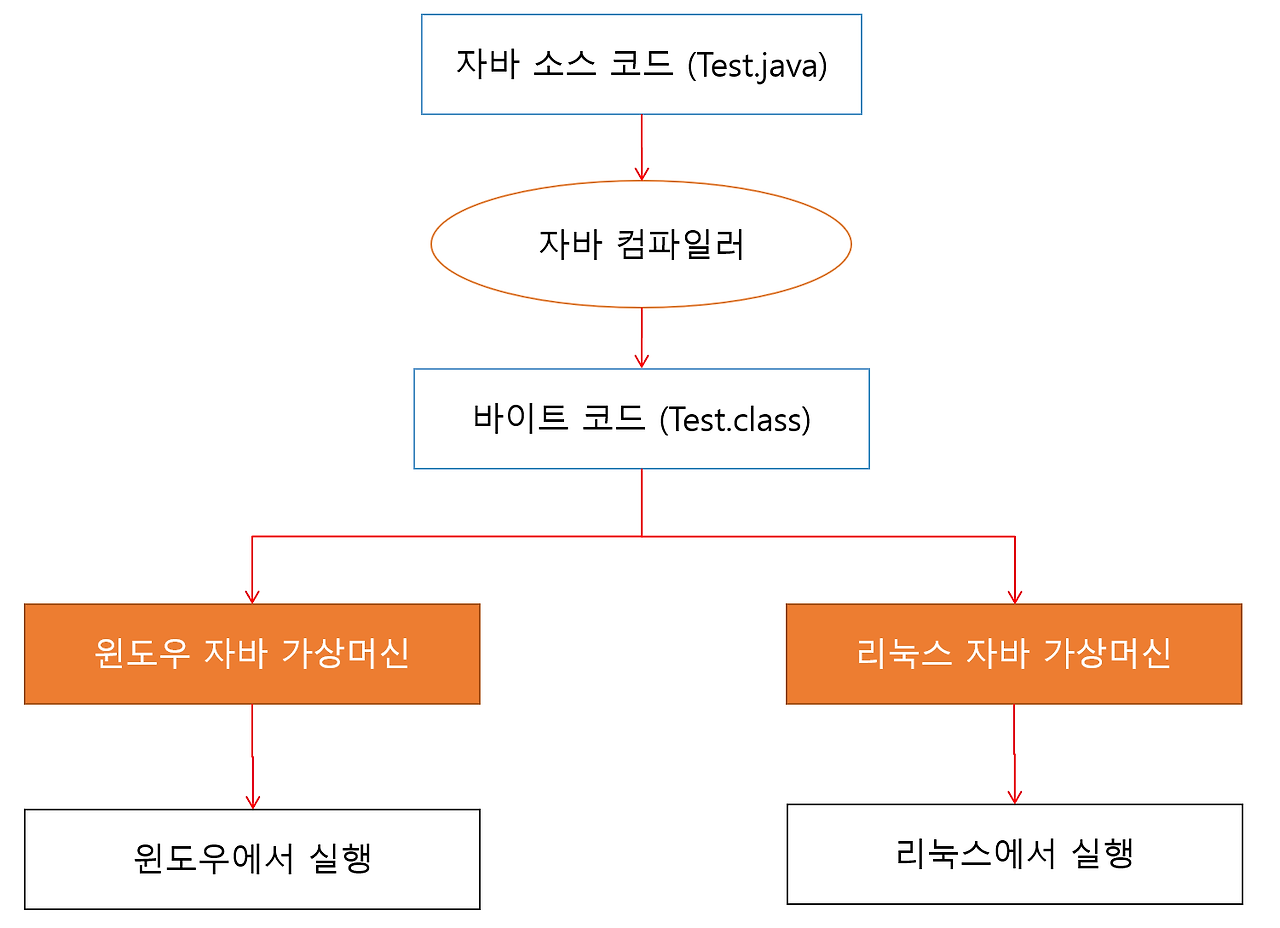 자바 소스 코드 (Test.java)
자바 컴파일러
바이트 코드 (Test.class)
윈도우 자바 가상머신
리눅스 자바 가상머신
윈도우에서 실행
리눅스에서 실행